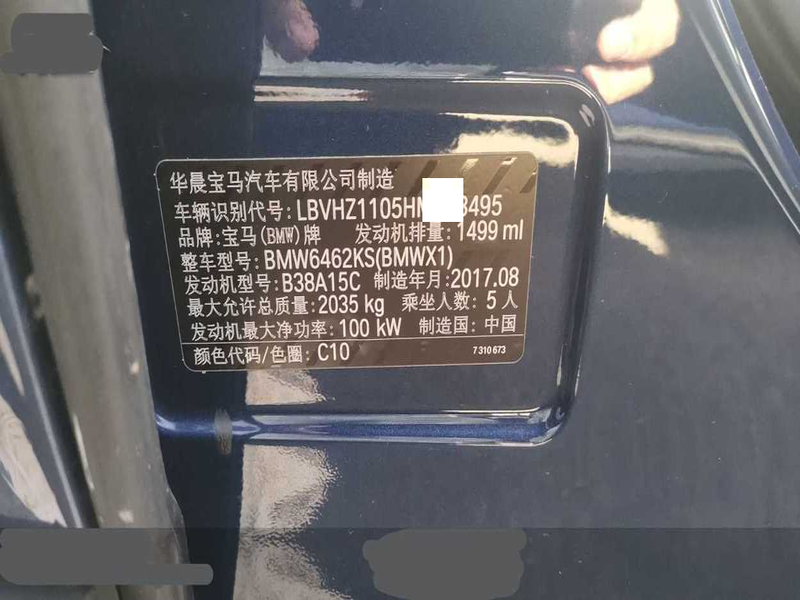 华晨宝马汽车有限公司制造
车辆识别代号: LBVHZ1105HM 3495
品牌: 宝马(BMW)牌 发动机排量: 1499 ml
整车型号: BMW6462KS(BMWX1)
发动机型号: B38A15C 制造年月: 2017.08
最大允许总质量: 2035 kg 乘坐人数: 5 人
发动机最大净功率: 100 kW 制造国: 中国
颜色代码/色圈: C10 7 310 673